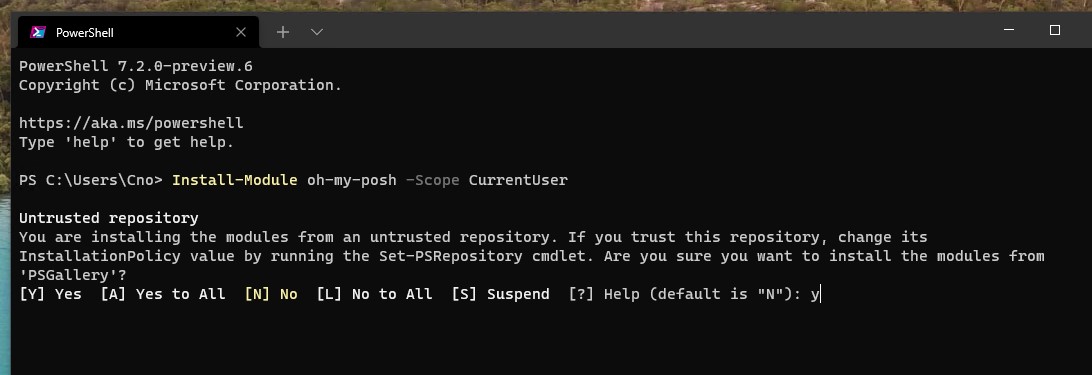 PowerShell
PowerShell 7.2.0-preview.6
Copyright (c) Microsoft Corporation.
https://aka.ms/powershell
Type 'help' to get help.
PS C:\Users\Cno> Install-Module oh-my-posh -Scope CurrentUser
Untrusted repository
You are installing the modules from an untrusted repository. If you trust this repository, change its
InstallationPolicy value by running the Set-PSRepository cmdlet. Are you sure you want to install the modules from
'PSGallery'?
[Y] Yes  [A] Yes to All  [N] No  [L] No to All  [S] Suspend  [?] Help (default is "N"): y